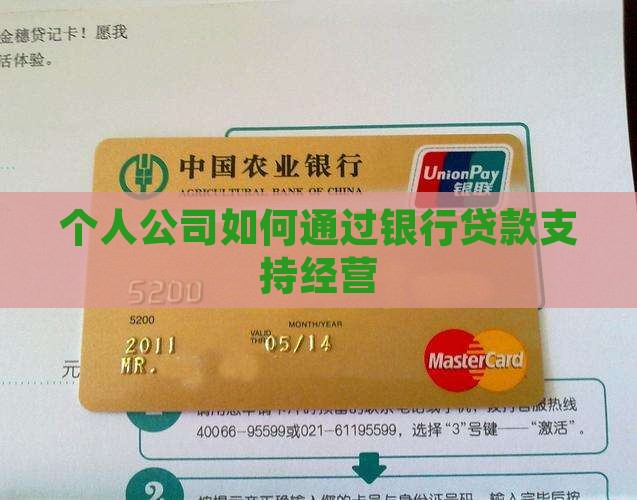 金穗贷记卡！愿我
活体验。
中国农业银行
AGRICULTURAL BANK OF CHINA
UnionPay
银联
个人公司如何通过银行贷款支
持经营
5200
5200
MONTH/YEAR
VALID
THRU
2011
05/14
MR.
MasterCard
元
40066-95599或021-61195599，选择“3”号键——“激活”。
2